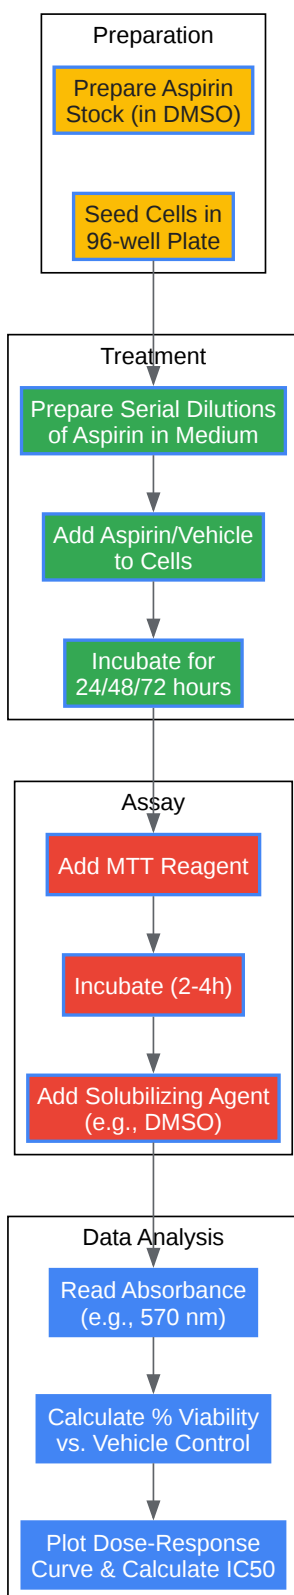 Preparation
Prepare Aspirin
Stock (in DMSO)
Seed Cells in
96-well Plate
Treatment
Prepare Serial Dilutions
of Aspirin in Medium
Add Aspirin/Vehicle
to Cells
Incubate for
24/48/72 hours
Assay
Add MTT Reagent
Incubate (2-4h)
Add Solubilizing Agent
(e.g., DMSO)
Data Analysis
Read Absorbance
(e.g., 570 nm)
Calculate % Viability
vs. Vehicle Control
Plot Dose-Response
Curve & Calculate IC50